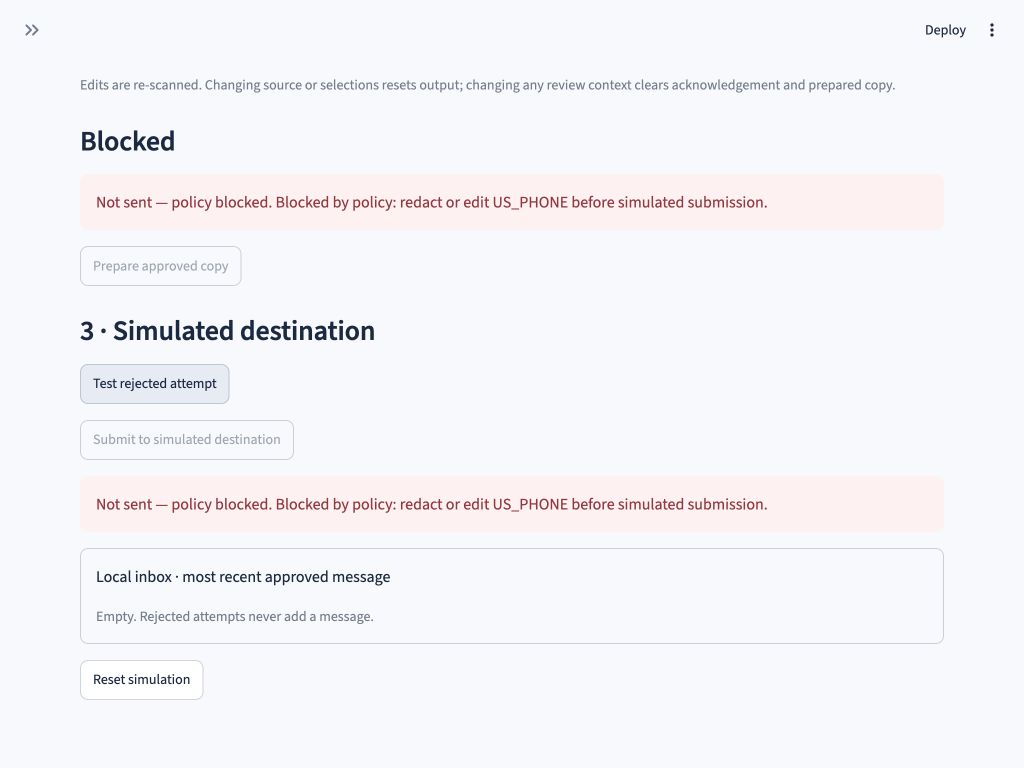 Deploy
Edits are re-scanned. Changing source or selections resets output; changing any review context clears acknowledgement and prepared copy.
Blocked
Not sent — policy blocked. Blocked by policy: redact or edit US_PHONE before simulated submission.
Prepare approved copy
3 · Simulated destination
Test rejected attempt
Submit to simulated destination
Not sent — policy blocked. Blocked by policy: redact or edit US_PHONE before simulated submission.
Local inbox · most recent approved message
Empty. Rejected attempts never add a message.
Reset simulation